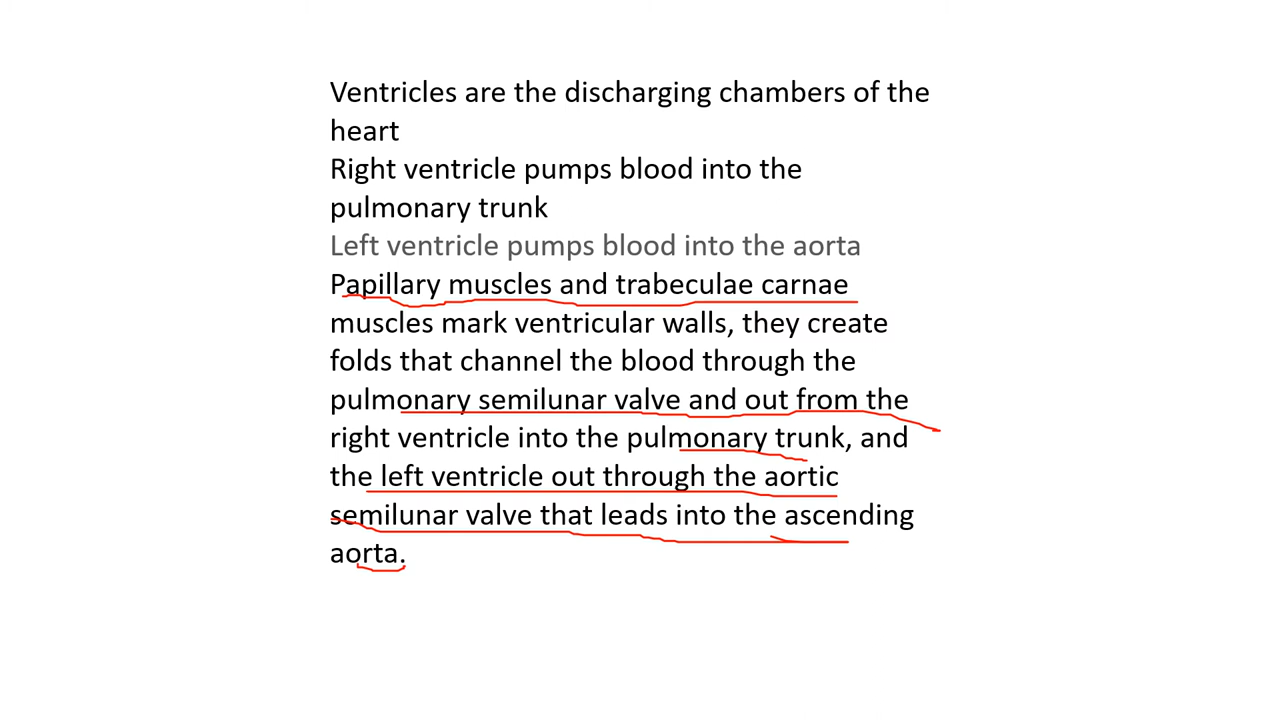 Ventricles are the discharging chambers of the
heart
Right ventricle pumps blood into the
pulmonary trunk
Left ventricle pumps blood into the aorta
Papillary muscles and trabeculae carnae
muscles mark ventricular walls, they create
folds that channel the blood through the
pulmonary semilunar valve and out from the
right ventricle into the pulmonary trunk, and
the left ventricle out through the aortic
semilunar valve that leads into the ascending
aorta.